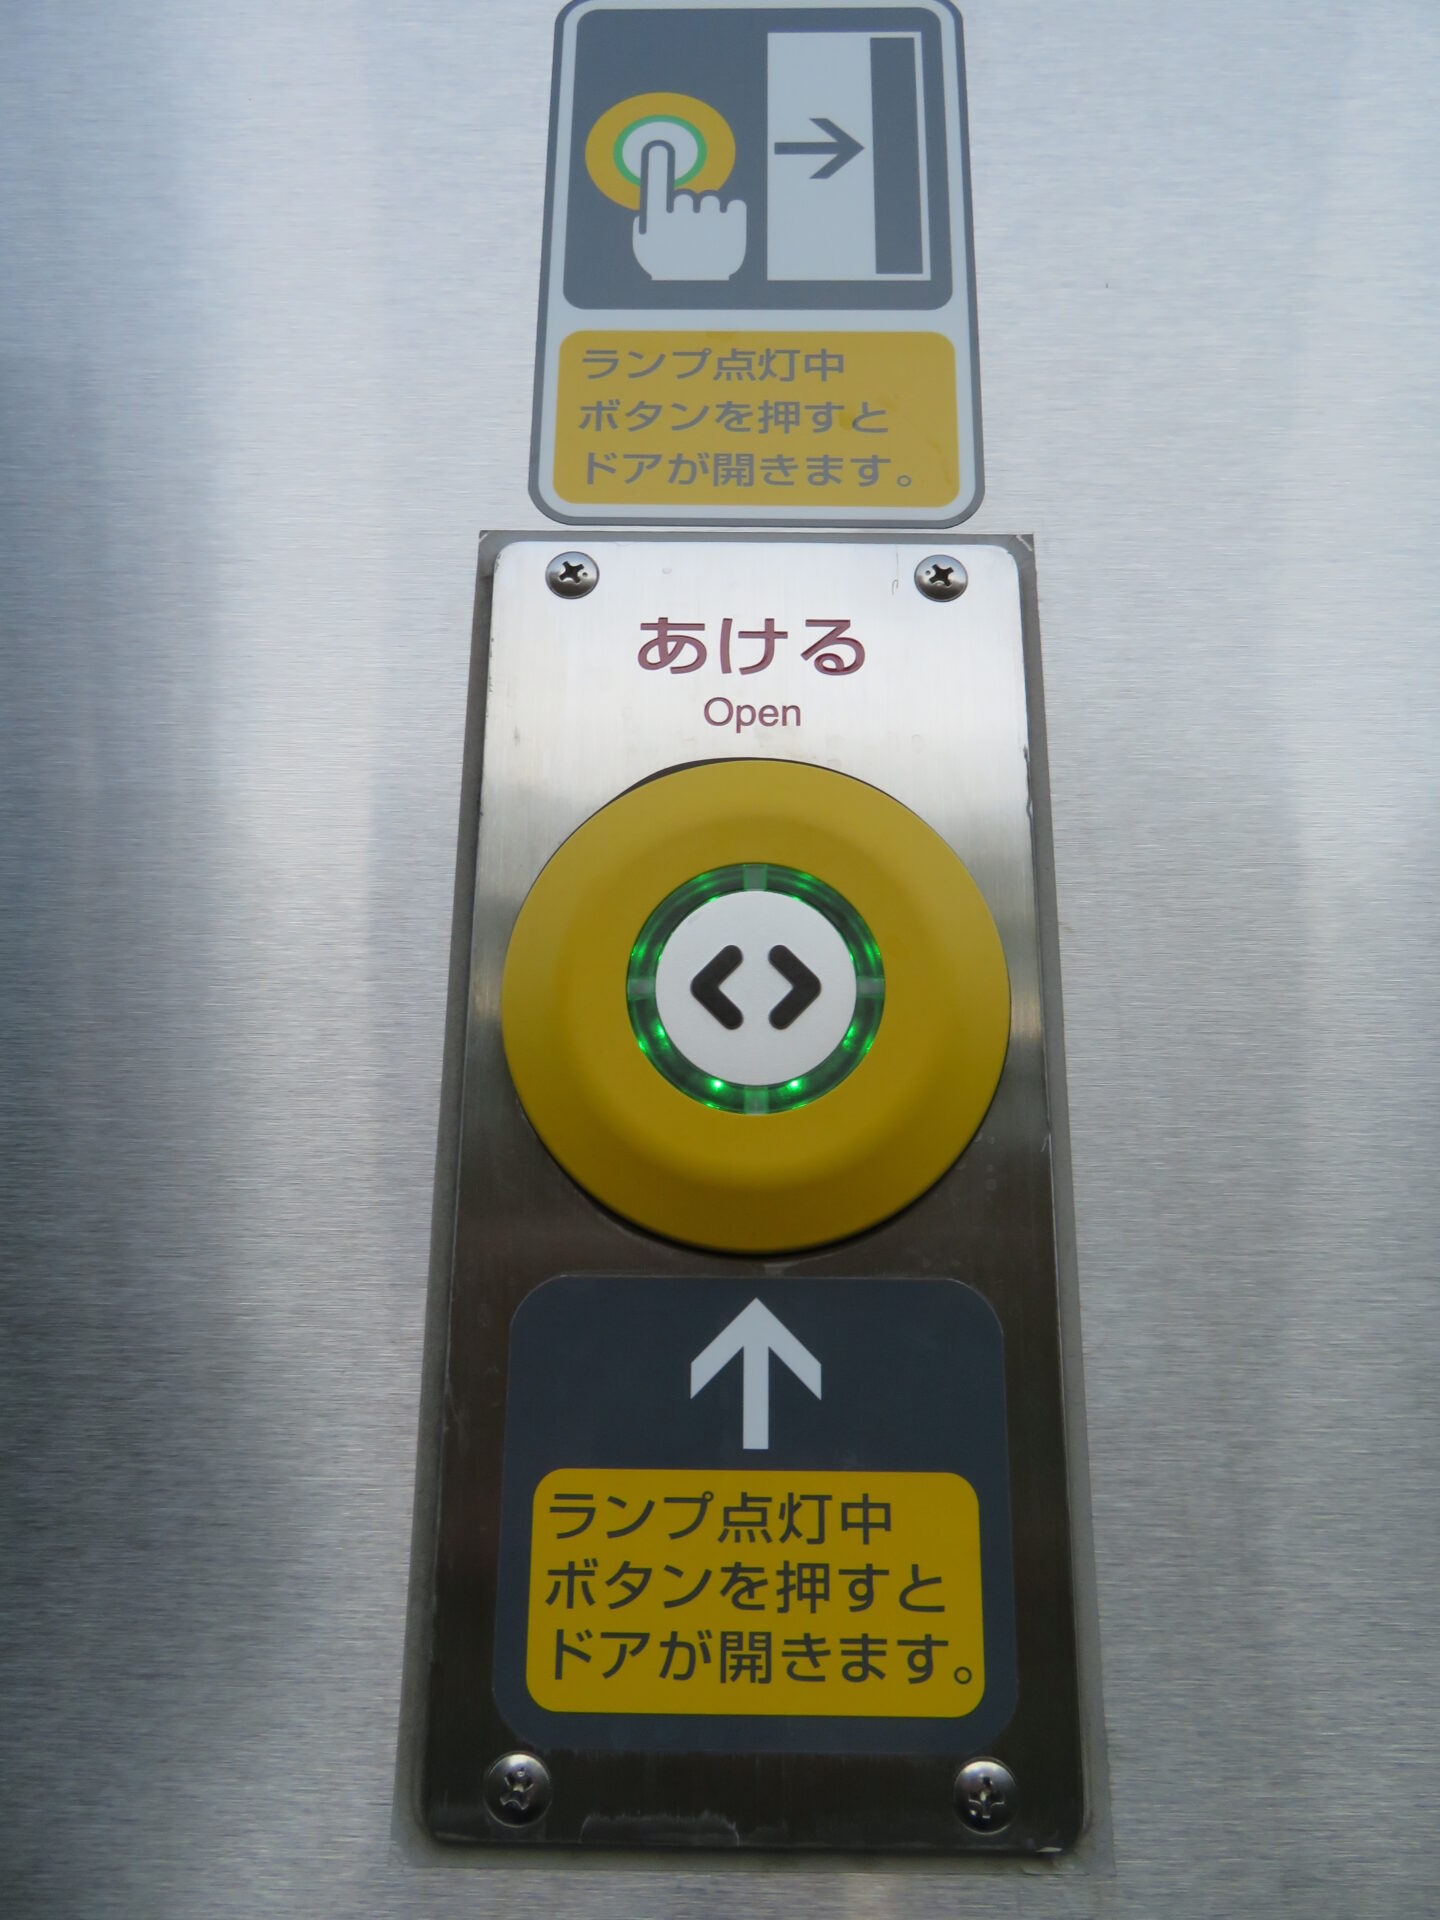 ランプ点灯中
ボタンを押すと
ドアが開きます。
あける
Open
ランプ点灯中
ボタンを押すと
ドアが開きます。